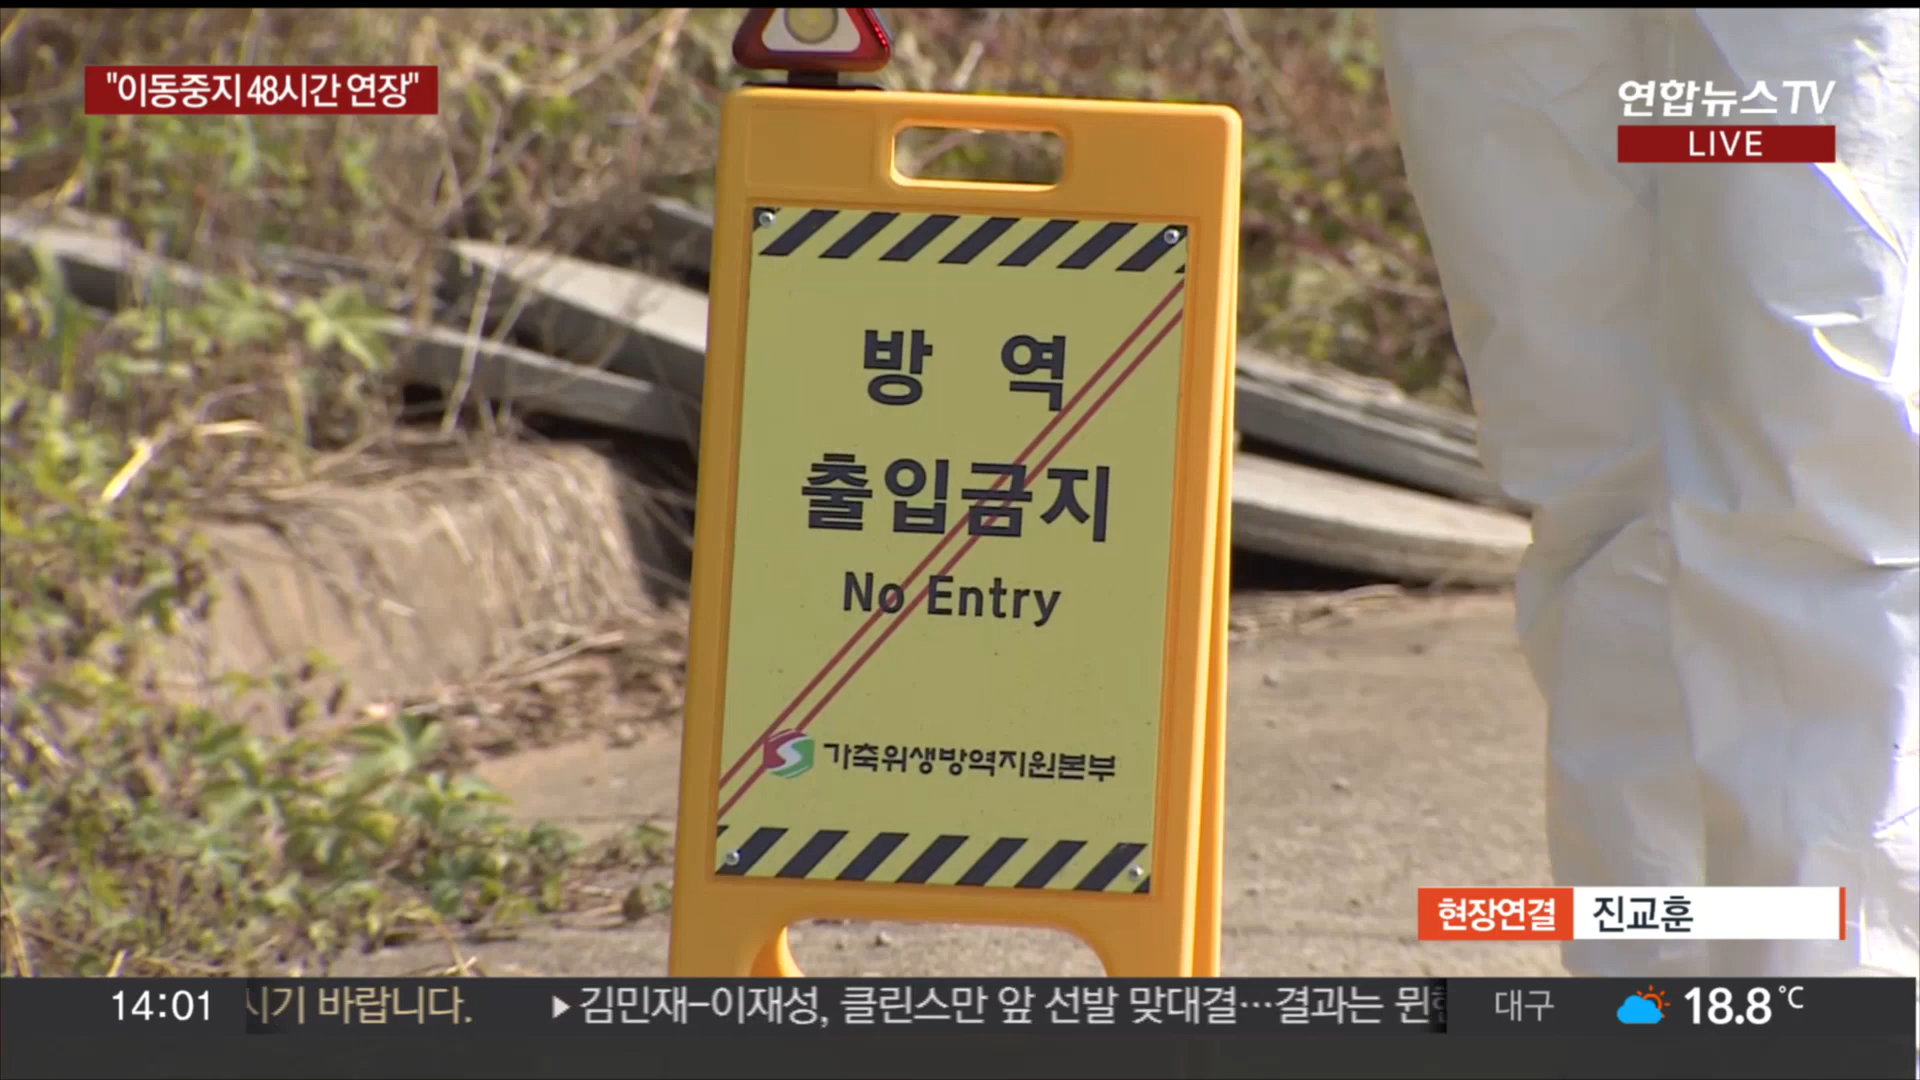 "이동중지 48시간 연장"
연합뉴스TV
LIVE
방 역
출입금지
No Entry
가축위생방역지원본부
현장연결 진교훈
14:01 시기 바랍니다. ▶김민재-이재성, 클린스만 앞 선발 맞대결…결과는 뮌헨 대구 18.8℃